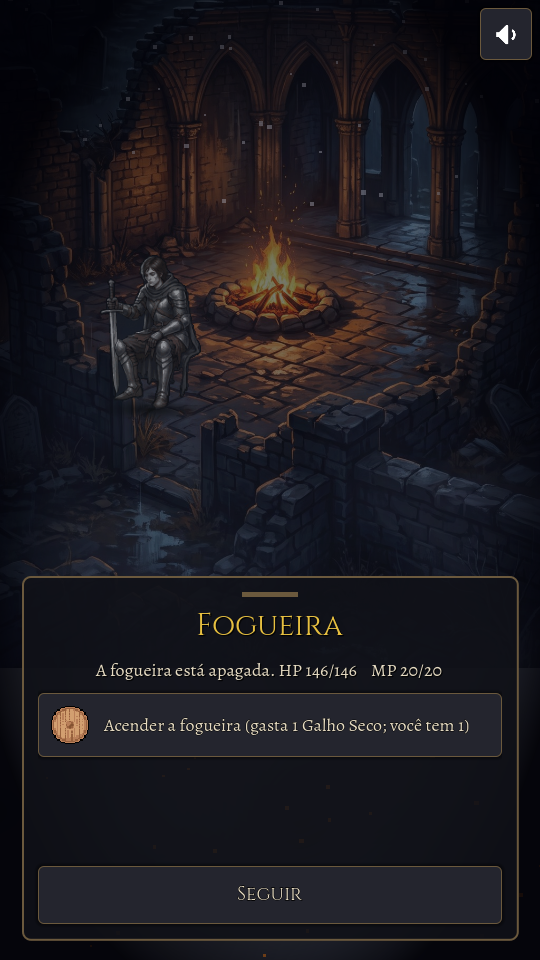 Fogueira
A fogueira está apagada. HP 146/146 MP 20/20
Acender a fogueira (gasta 1 Galho Seco; você tem 1)
Seguir